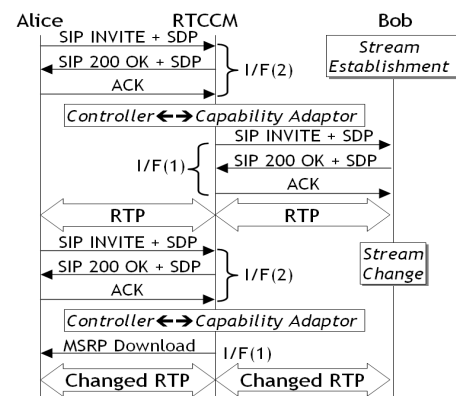 Alice RTCCM Bob
SIP INVITE + SDP
Stream
SIP 200 OK + SDP
I/F(2)
Establishment
ACK
Controller ←→ Capability Adaptor
SIP INVITE + SDP
I/F(1)
SIP 200 OK + SDP
ACK
RTP RTP
SIP INVITE + SDP
Stream
SIP 200 OK + SDP
I/F(2)
Change
ACK
Controller ←→ Capability Adaptor
MSRP Download I/F(1)
Changed RTP Changed RTP